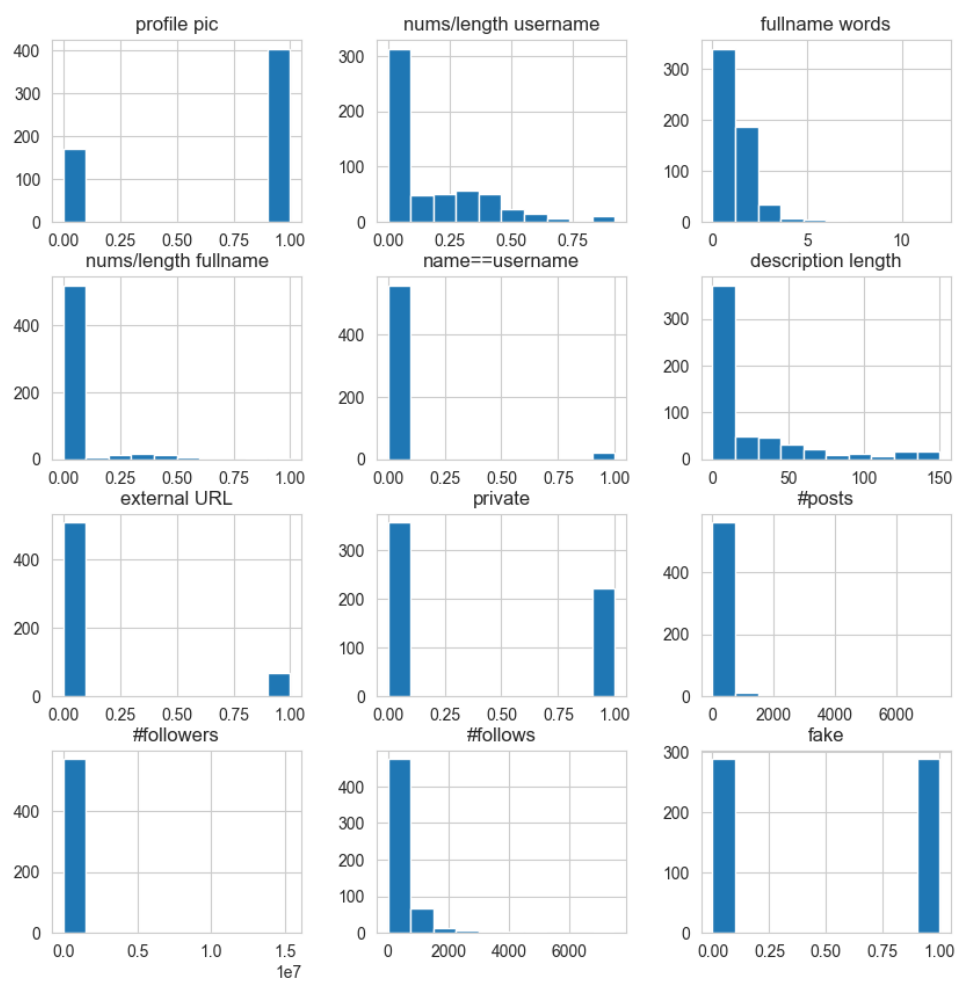 profile pic nums/length username fullname words
400 300 300
300 200 200
200 100 100
100 0 0
0
0.00 0.25 0.50 0.75 1.00 0.00 0.25 0.50 0.75 0 5 10
nums/length fullname name==username description length
400 400 300
200 200 200
0 0 100
0
0.00 0.25 0.50 0.75 1.00 0.00 0.25 0.50 0.75 1.00 0 50 100 150
external URL private #posts
400 300 400
200 200 200
0 100 0
0
0.00 0.25 0.50 0.75 1.00 0.00 0.25 0.50 0.75 1.00 0 2000 4000 6000
#followers #follows fake
400 400 300
200 300 200
0 200 100
100 0
0
0.0 0.5 1.0 1.5 0 2000 4000 6000 0.00 0.25 0.50 0.75 1.00
1e7